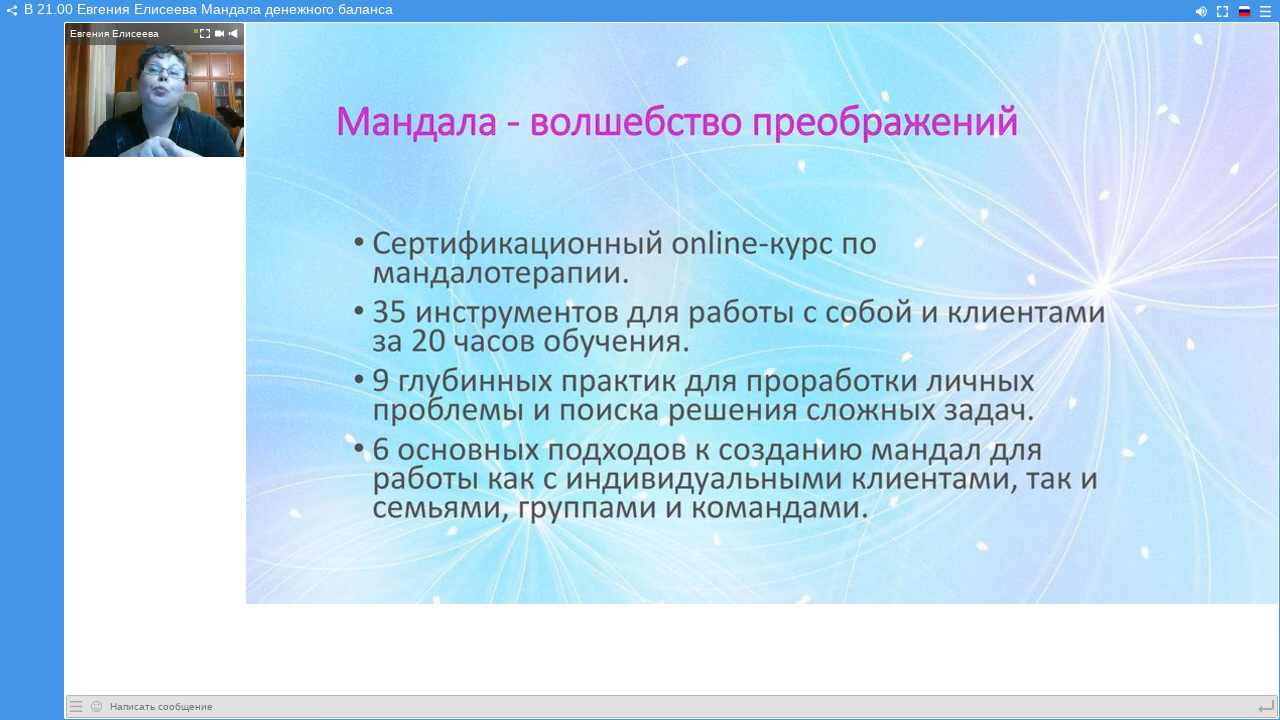 В 21.00 Евгения Елисеева Мандала денежного баланса
Евгения Елисеева
Мандала - волшебство преображений
• Сертификационный online-курс по
мандалотерапии.
• 35 инструментов для работы с собой и клиентами
за 20 часов обучения.
• 9 глубинных практик для проработки личных
проблемы и поиска решения сложных задач.
• 6 основных подходов к созданию мандал для
работы как с индивидуальными клиентами, так и
семьями, группами и командами.
Написать сообщение